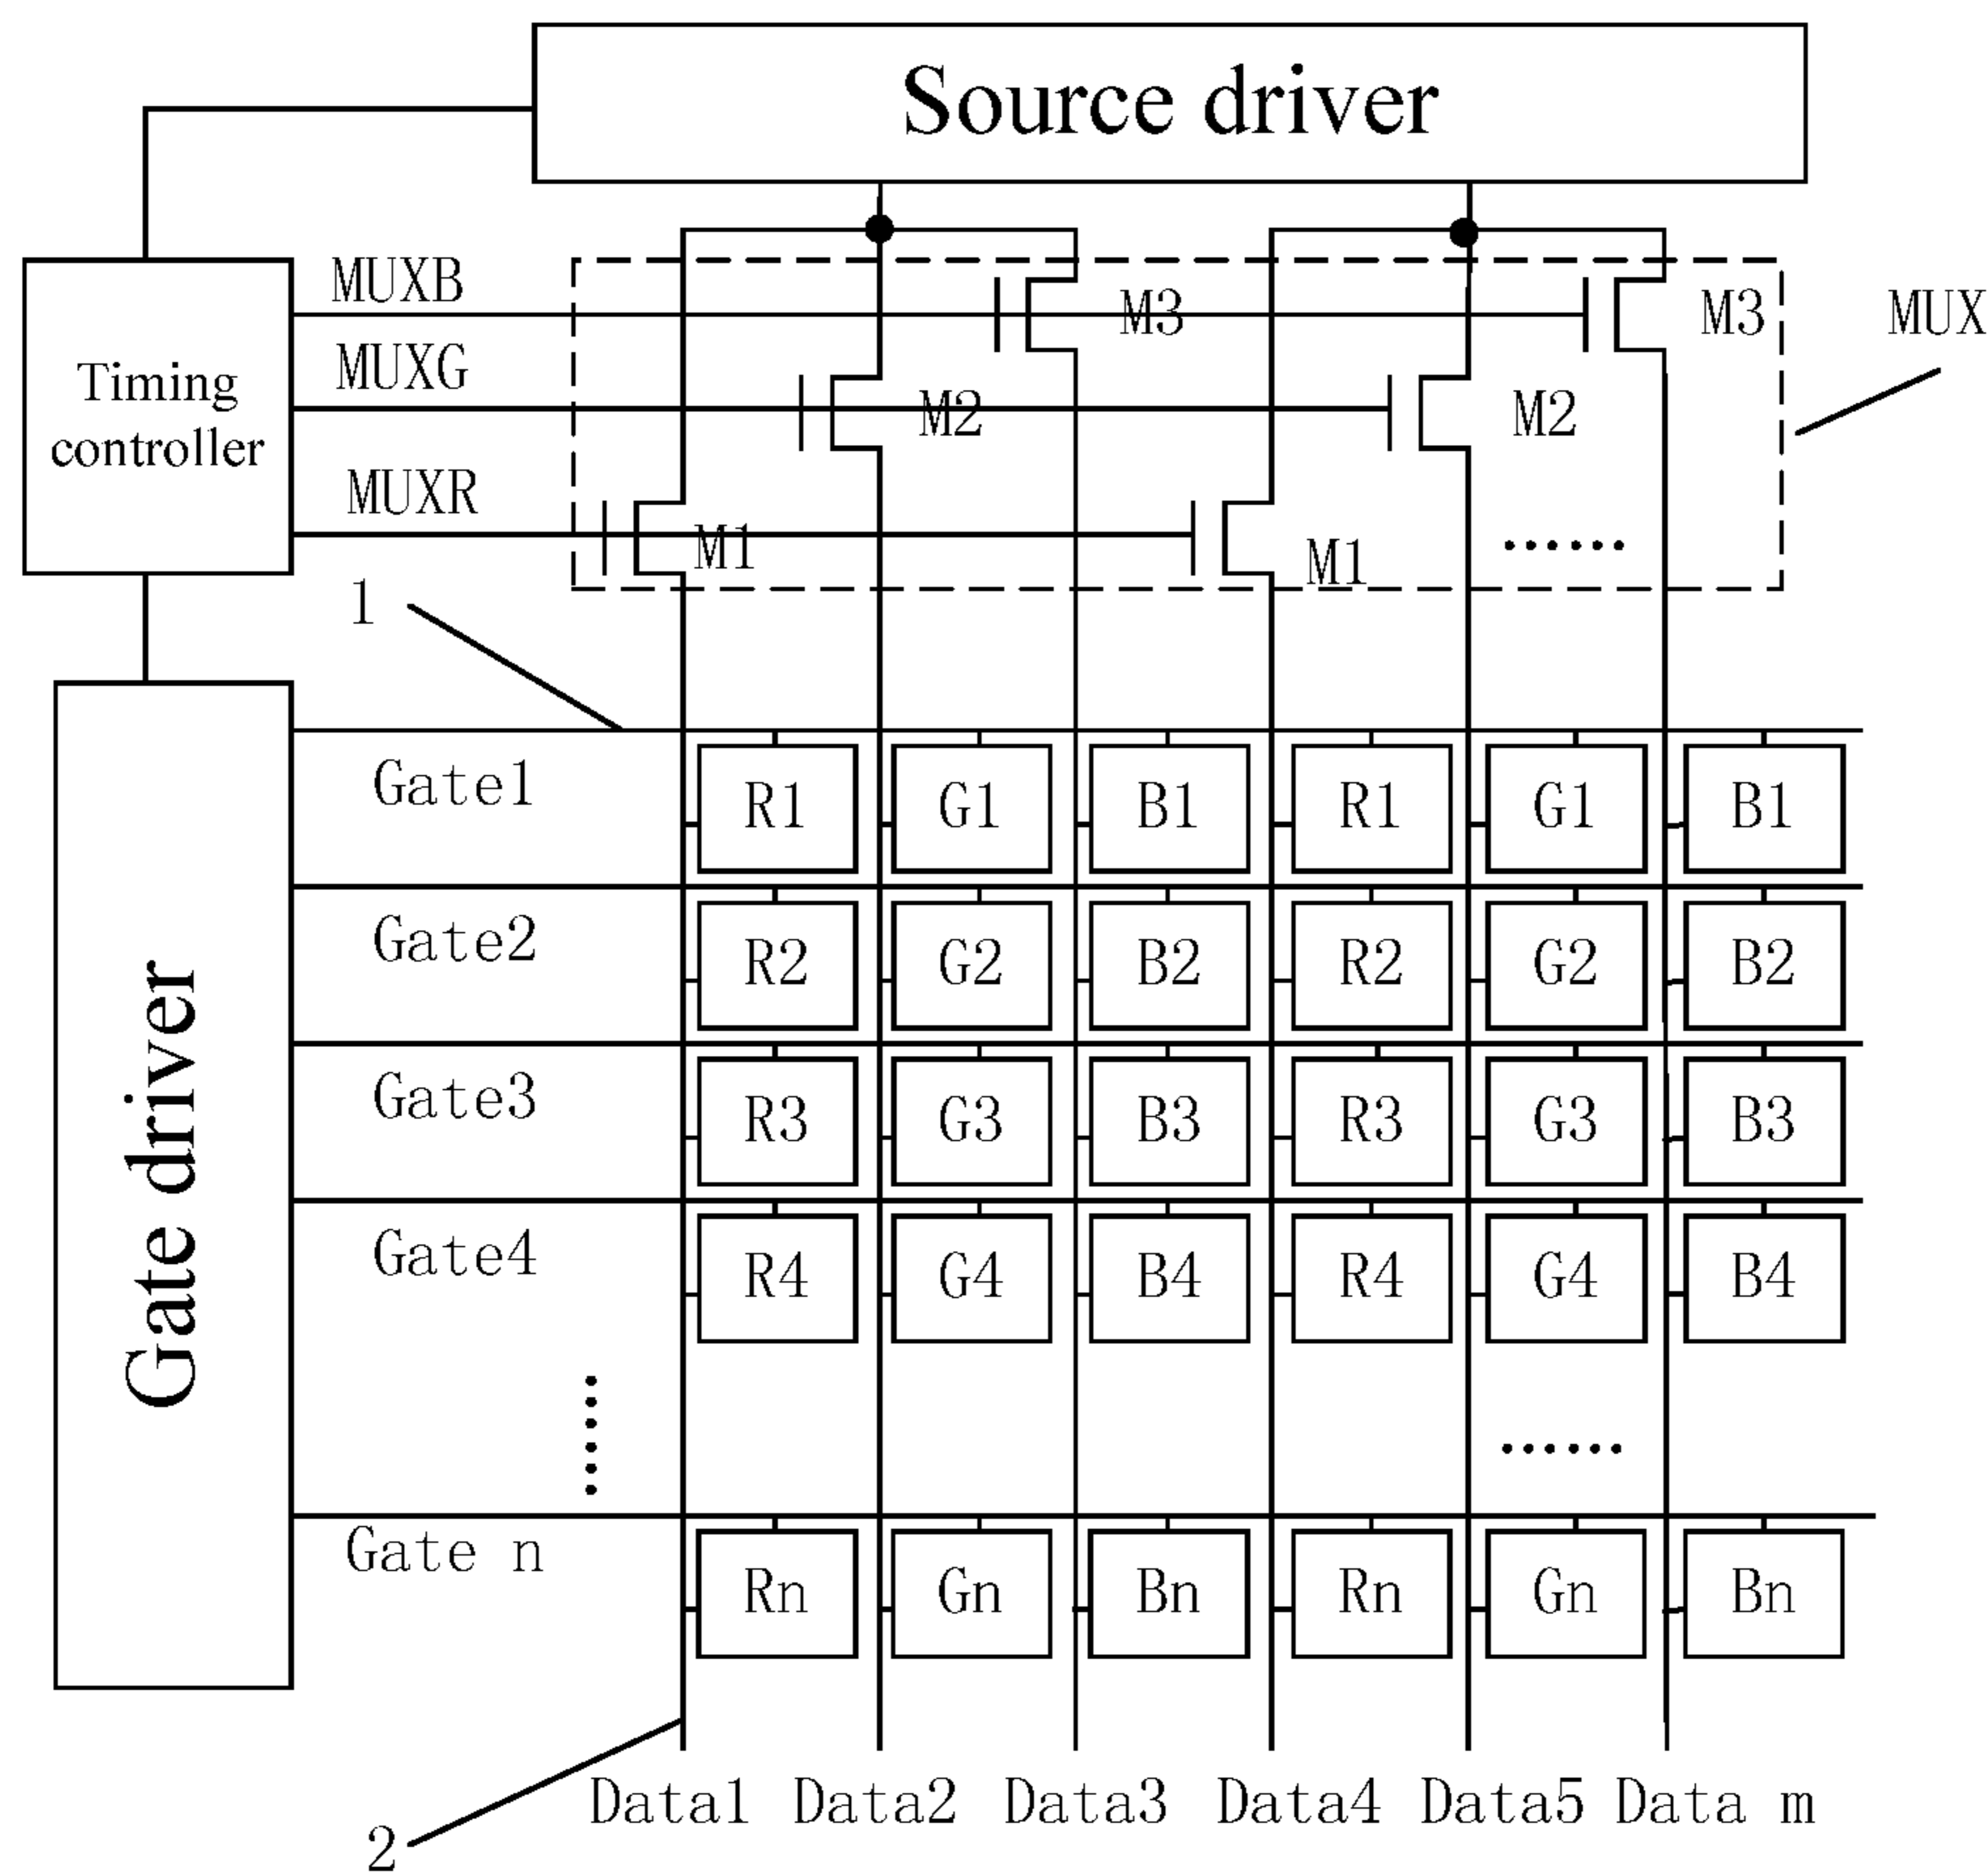 Source driver
MUXB
M3
M3
MUX
MUXG
Timing
controller
M2
M2
MUXR
M1
M1
1
Gate driver
Gate1
R1 G1 B1 R1 G1 B1
Gate2
R2 G2 B2 R2 G2 B2
Gate3
R3 G3 B3 R3 G3 B3
Gate4
R4 G4 B4 R4 G4 B4
Gate n
Rn Gn Bn Rn Gn Bn
Data1 Data2 Data3 Data4 Data5 Data m
2